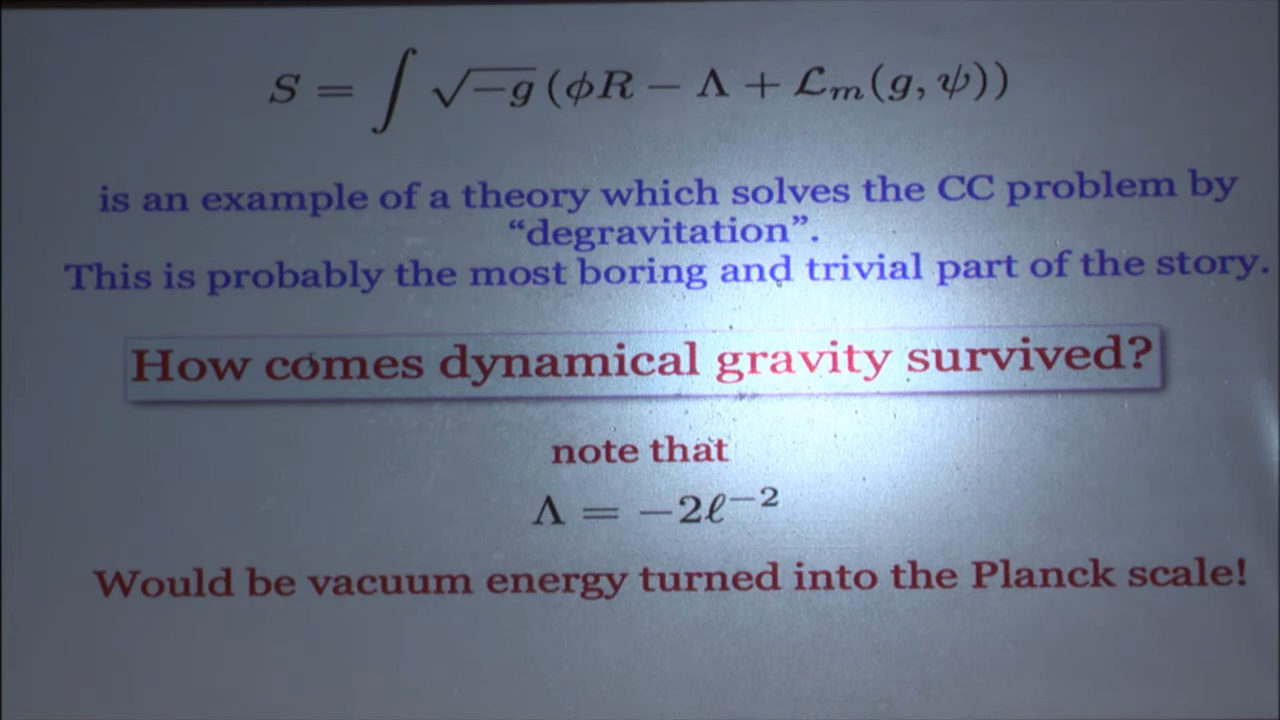 S = ∫ √−g (ϕR − Λ + ℒₘ(g, ψ))
is an example of a theory which solves the CC problem by
“degravitation”.
This is probably the most boring and trivial part of the story.
How comes dynamical gravity survived?
note that
Λ = −2ℓ⁻²
Would be vacuum energy turned into the Planck scale!